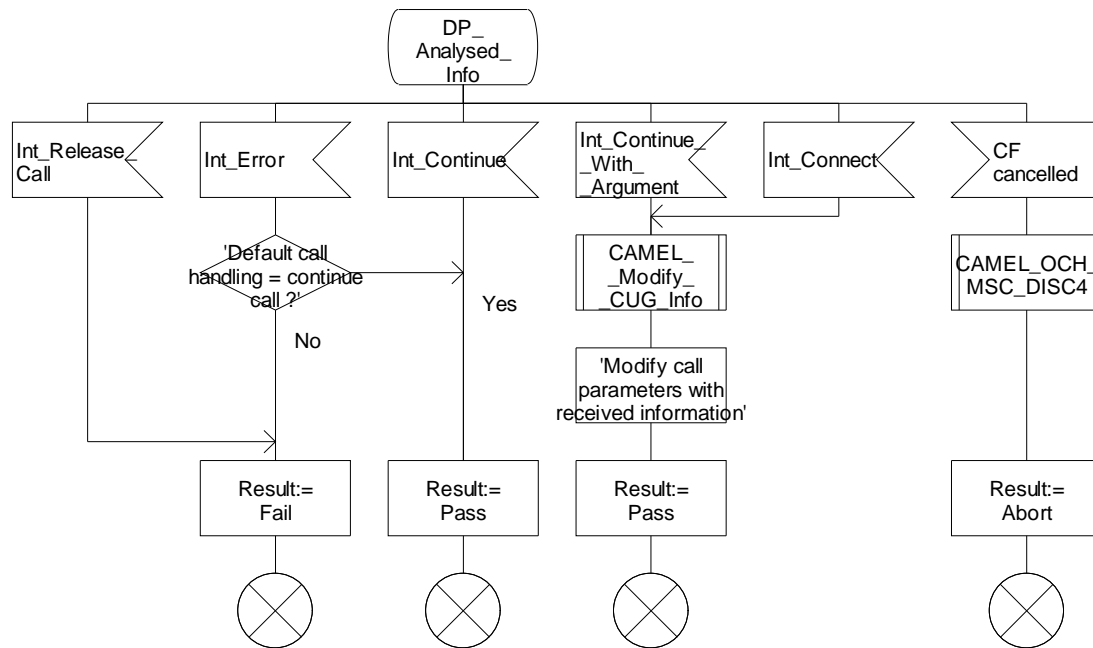 DP_
Analysed_
Info
Int_Release_
Call
Int_Error
Int_Continue
Int_Continue_
_With_
_Argument
Int_Connect
CF
cancelled
'Default call
handling = continue
call ?'
Yes
No
CAMEL_
_Modify_
_CUG_Info
CAMEL_OCH_
MSC_DISC4
'Modify call
parameters with
received information'
Result:=
Fail
Result:=
Pass
Result:=
Pass
Result:=
Abort